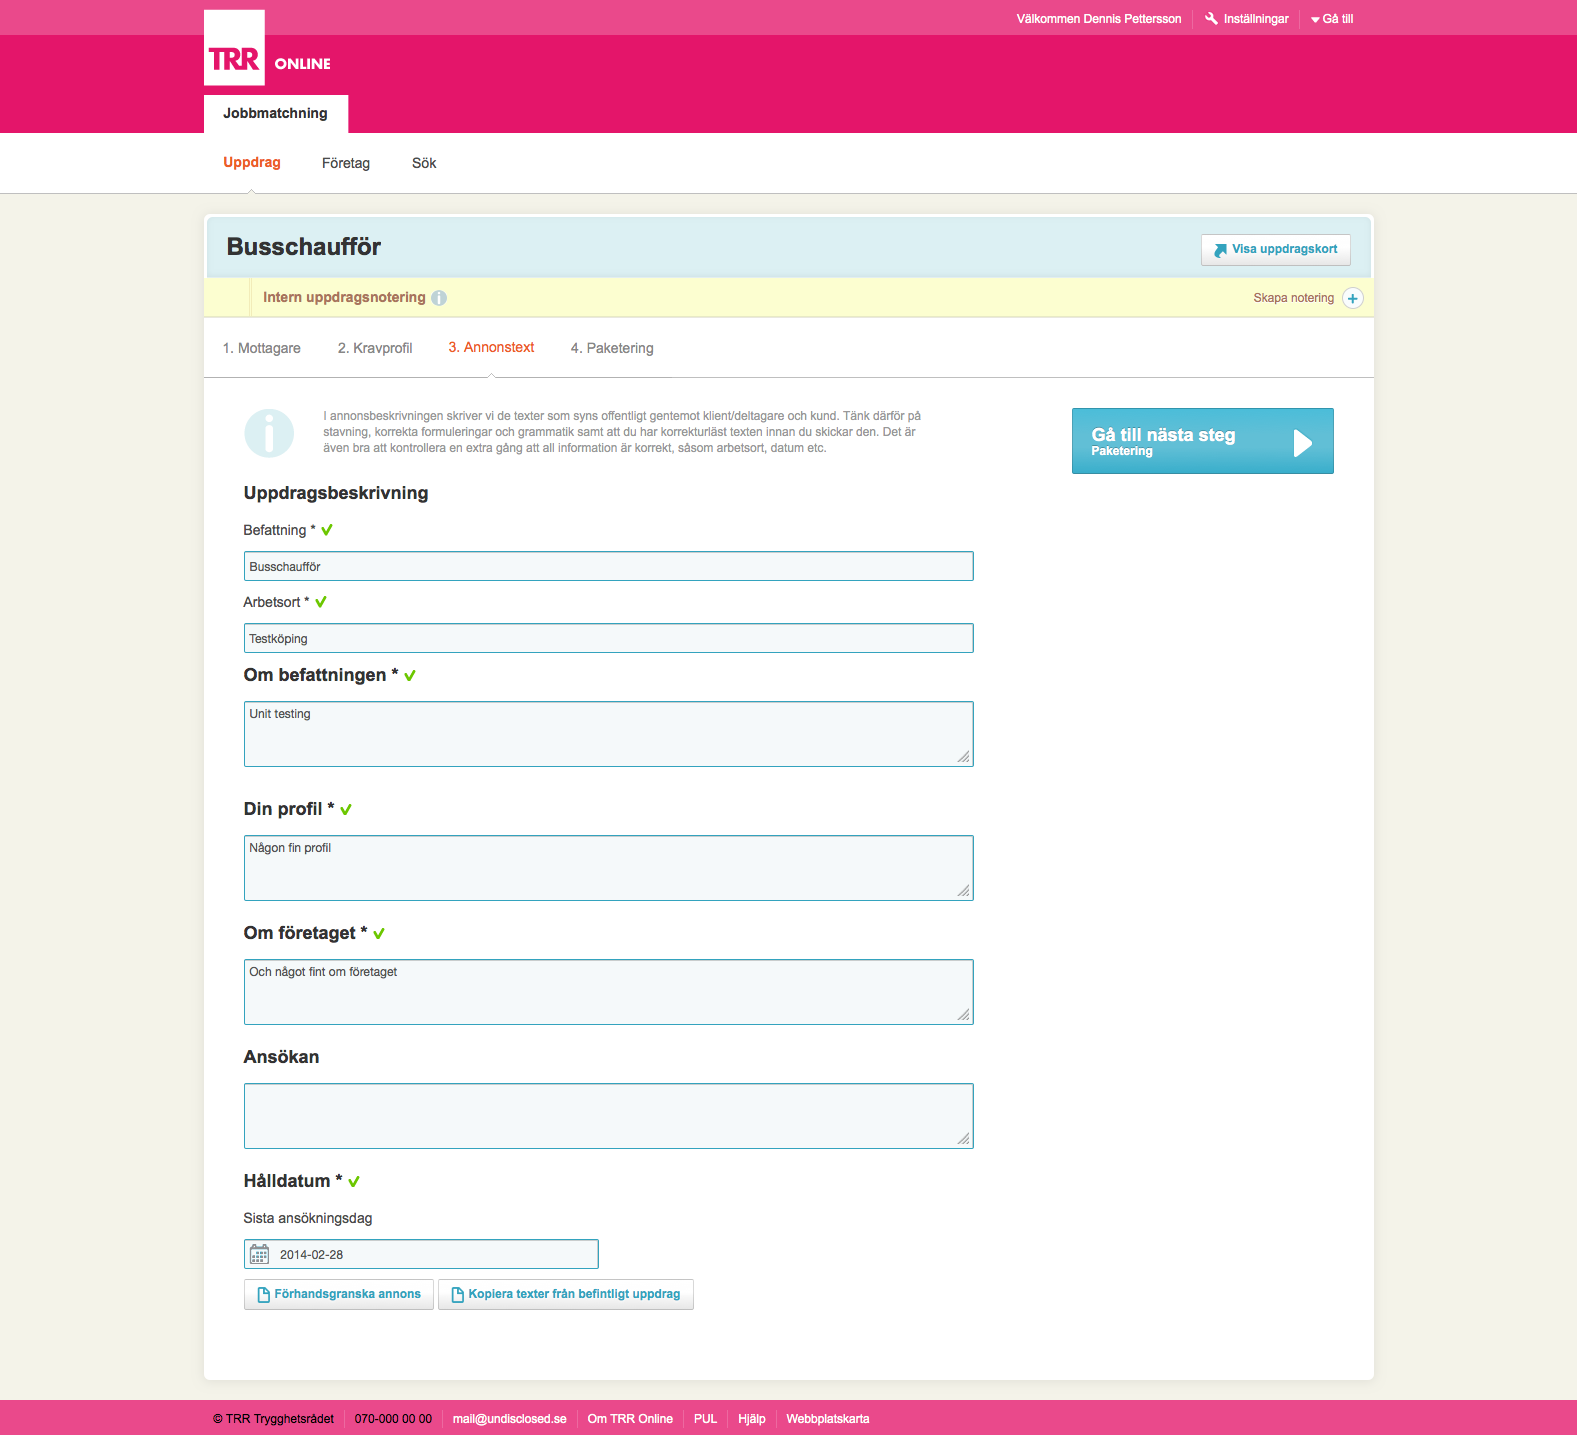 Välkommen Dennis Pettersson
Inställningar
Gå till
TRR ONLINE
Jobbmatchning
Uppdrag
Företag
Sök
Busschaufför
Visa uppdragskort
Intern uppdragsnotering
Skapa notering
1. Mottagare
2. Kravprofil
3. Annonstext
4. Paketering
I annonsbeskrivningen skriver vi de texter som syns offentligt gentemot klient/deltagare och kund. Tänk därför på
stavning, korrekta formuleringar och grammatik samt att du har korrekturläst texten innan du skickar den. Det är
även bra att kontrollera en extra gång att all information är korrekt, såsom arbetsort, datum etc.
Gå till nästa steg
Paketering
Uppdragsbeskrivning
Befattning *
Busschaufför
Arbetsort *
Testköping
Om befattningen *
Unit testing
Din profil *
Någon fin profil
Om företaget *
Och något fint om företaget
Ansökan
Hålldatum *
Sista ansökningsdag
2014-02-28
Förhandsgranska annons
Kopiera texter från befintligt uppdrag
© TRR Trygghetsrådet
070-000 00 00
mail@undisclosed.se
Om TRR Online
PUL
Hjälp
Webbplatskarta